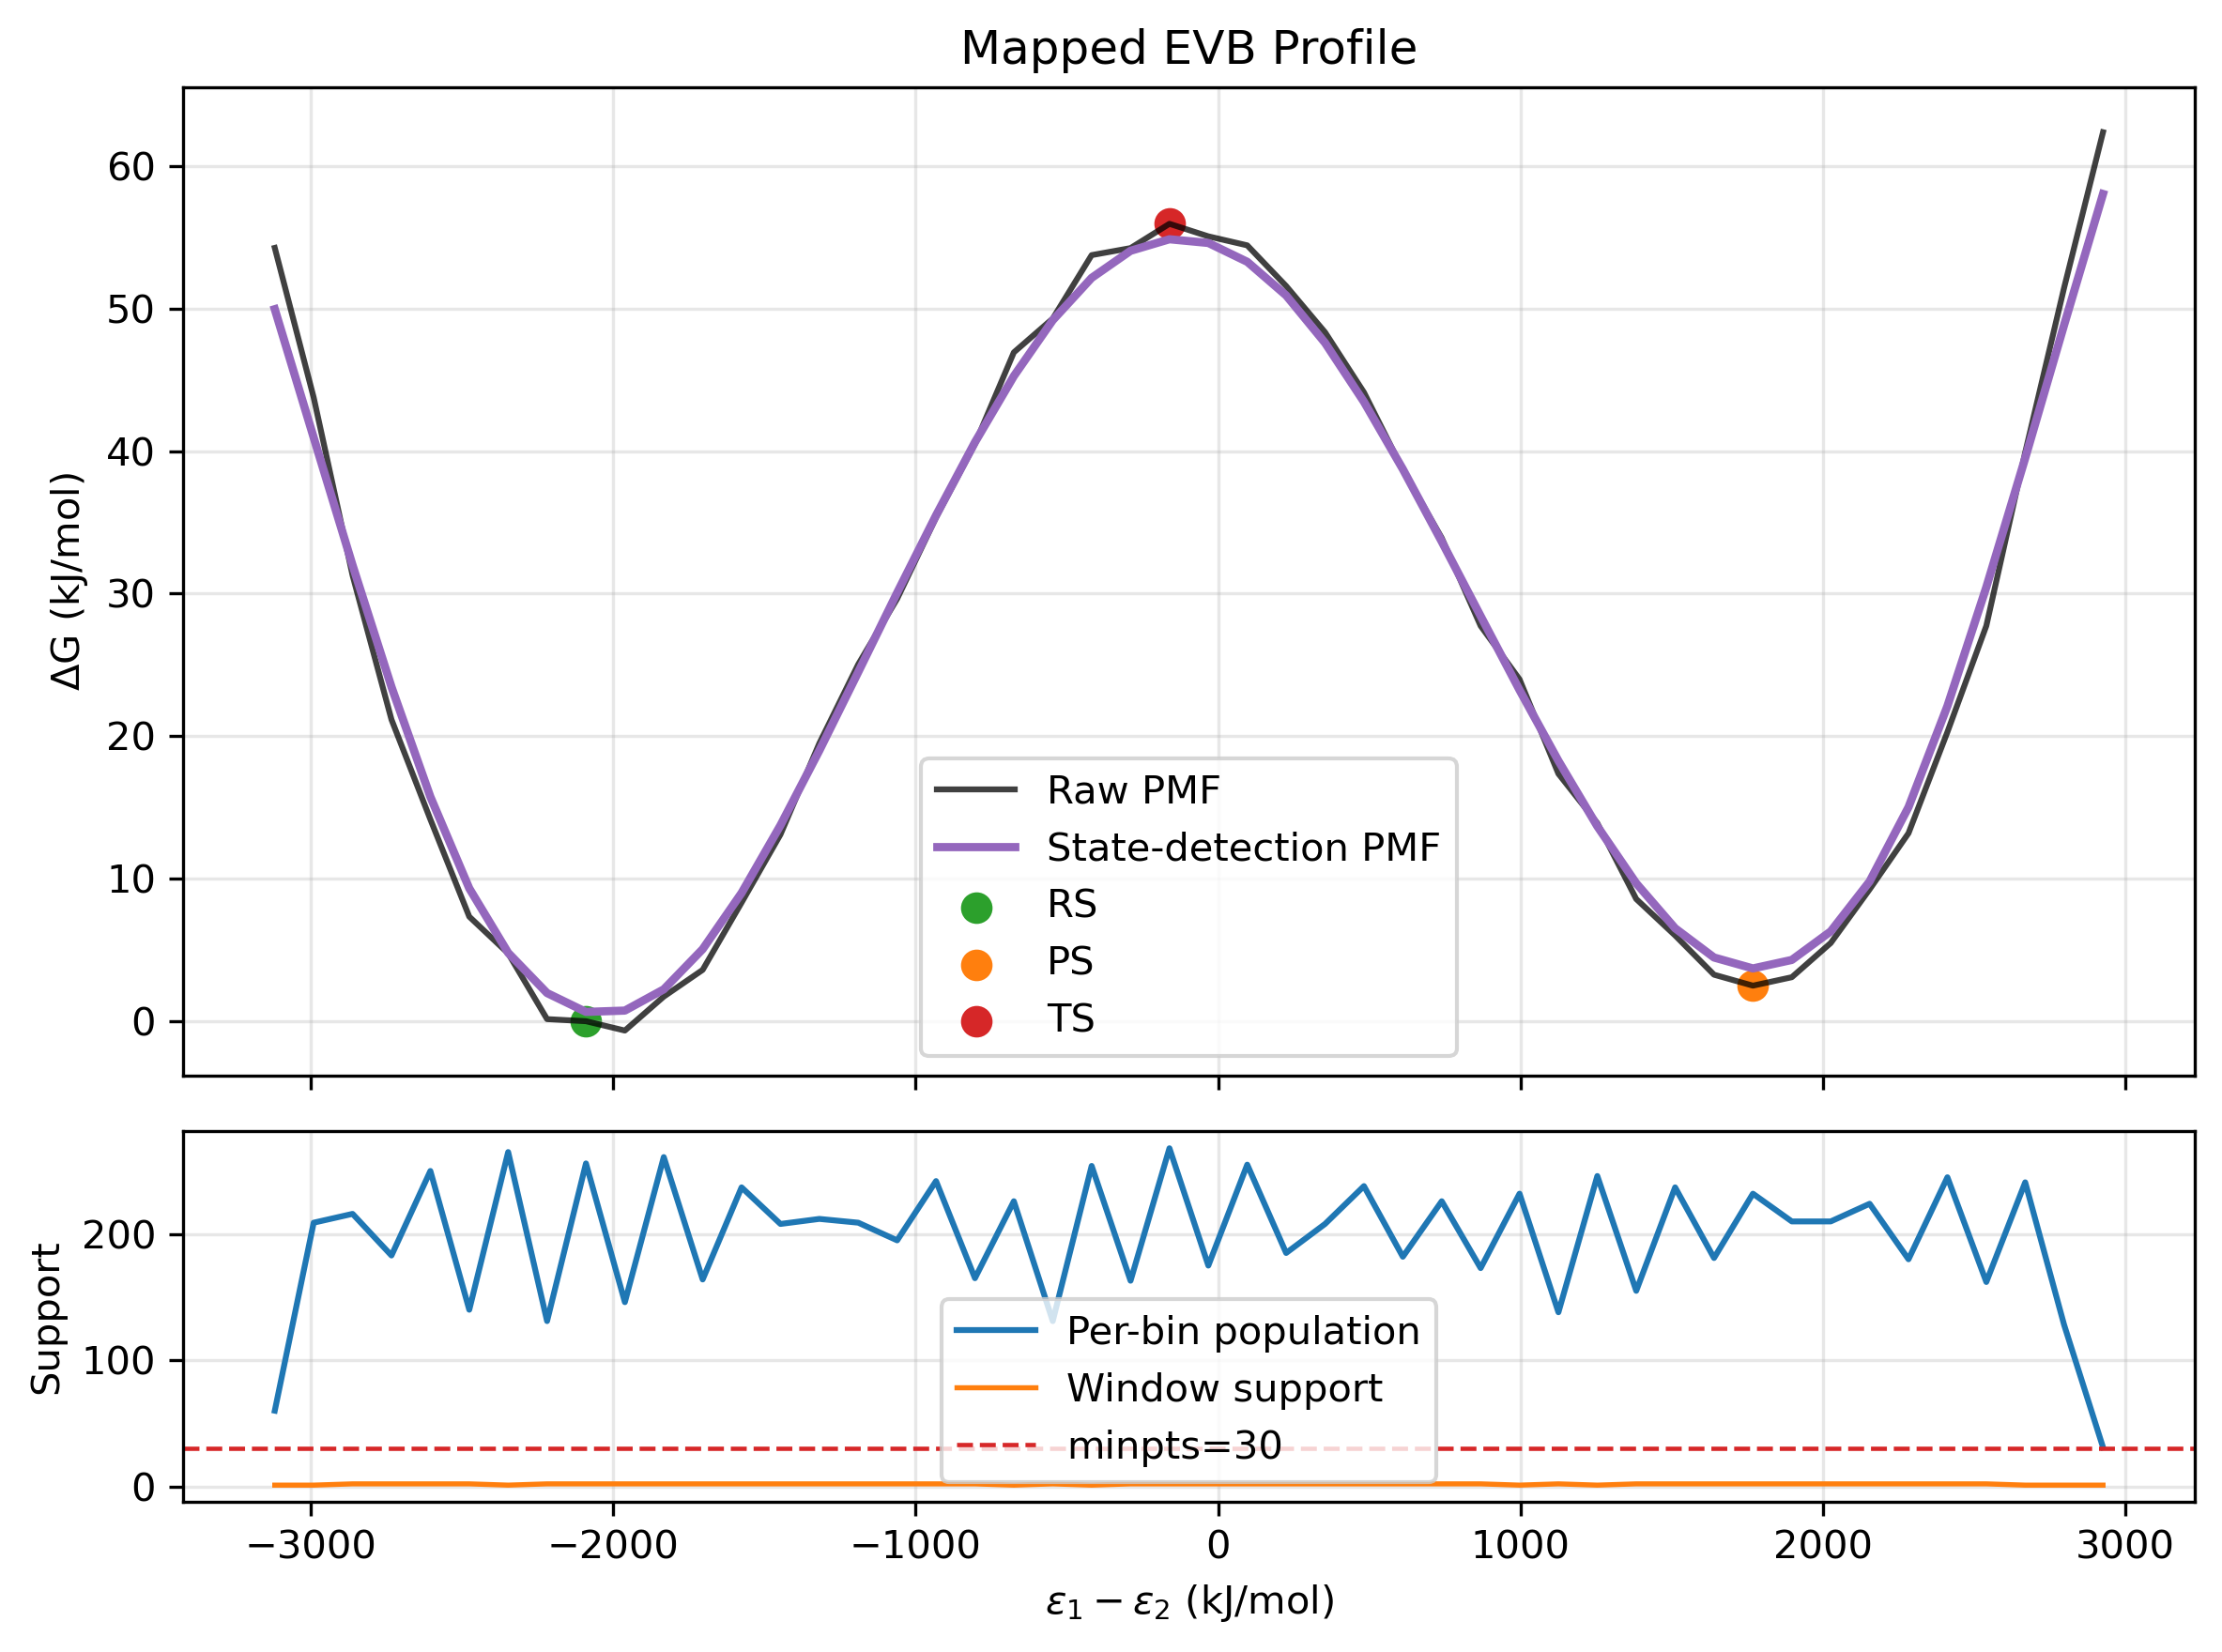 Mapped EVB Profile
ΔG (kJ/mol)
60
50
40
30
20
10
0
Raw PMF
State-detection PMF
RS
PS
TS
Support
200
100
0
Per-bin population
Window support
minpts=30
−3000 −2000 −1000 0 1000 2000 3000
ε₁ − ε₂ (kJ/mol)